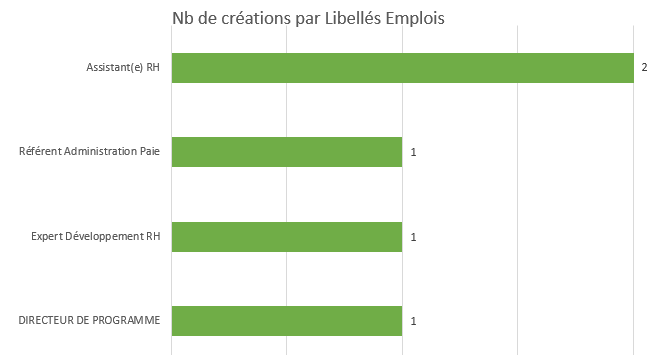 Nb de créations par Libellés Emplois
Assistant(e) RH
2
Référent Administration Paie
1
Expert Développement RH
1
DIRECTEUR DE PROGRAMME
1